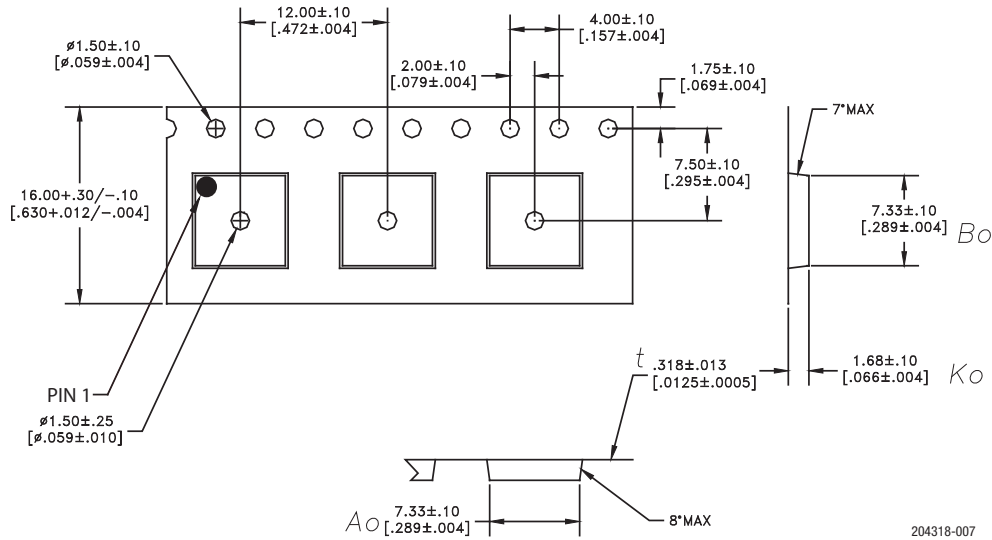 12.00±.10
[.472±.004]
4.00±.10
[.157±.004]
ø1.50±.10
[ø.059±.004]
2.00±.10
[.079±.004]
1.75±.10
[.069±.004]
7°MAX
16.00+.30/-.10
[.630+.012/-.004]
7.50±.10
[.295±.004]
7.33±.10
[.289±.004]
Bo
PIN 1
ø1.50±.25
[ø.059±.010]
t
.318±.013
[.0125±.0005]
1.68±.10
[.066±.004]
Ko
Ao
7.33±.10
[.289±.004]
8°MAX
204318-007